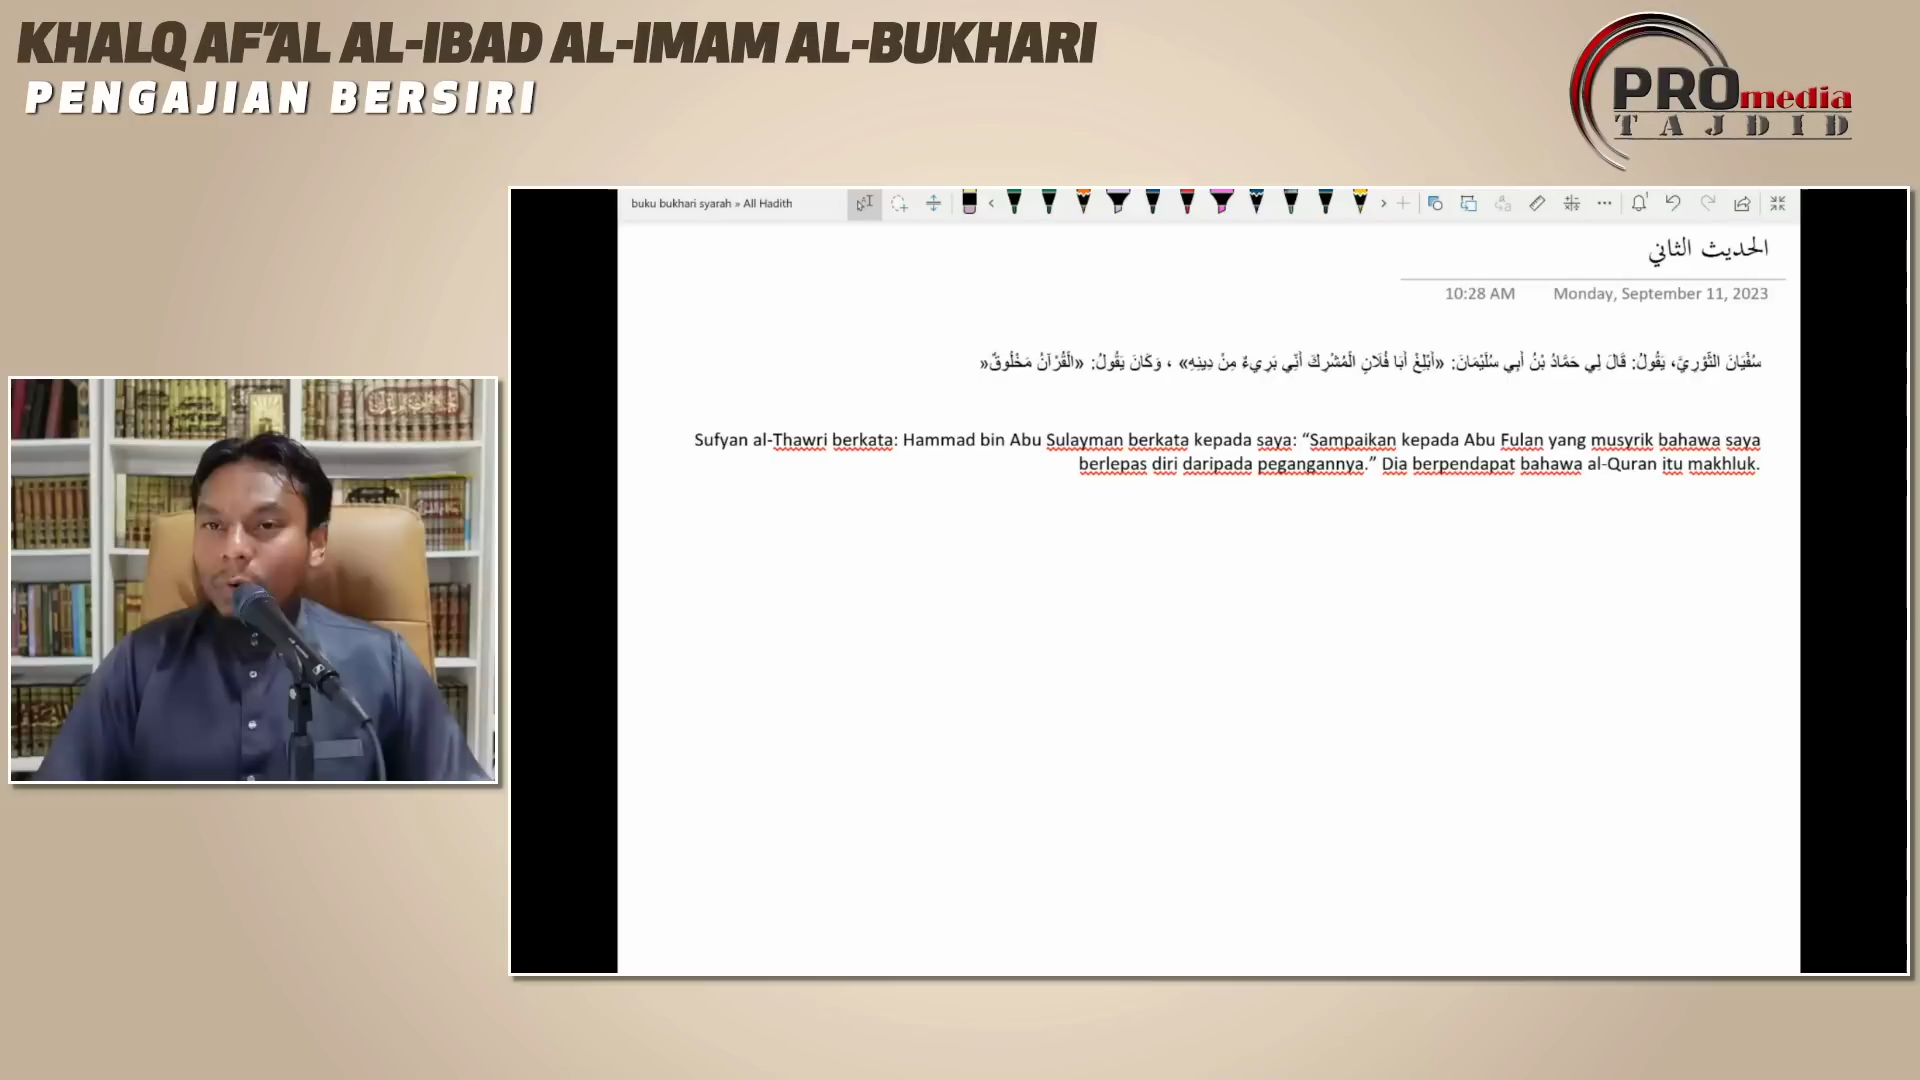 KHALQ AF'AL AL-IBAD AL-IMAM AL-BUKHARI
PENGAJIAN BERSIRI
PROmedia
TAJDID
buku bukhari syarah » All Hadith
الحديث الثاني
10:28 AM Monday, September 11, 2023
سُفْيَانَ الثَّوْرِيَّ، يَقُولُ: قَالَ لِي حَمَّادُ بْنُ أَبِي سُلَيْمَانَ: «أَبْلِغْ أَبَا فُلَانٍ الْمُشْرِكَ أَنِّي بَرِيءٌ مِنْ دِينِهِ» ، وَكَانَ يَقُولُ: «الْقُرْآنُ مَخْلُوقٌ«
Sufyan al-Thawri berkata: Hammad bin Abu Sulayman berkata kepada saya: “Sampaikan kepada Abu Fulan yang musyrik bahawa saya
berlepas diri daripada pegangannya.” Dia berpendapat bahawa al-Quran itu makhluk.